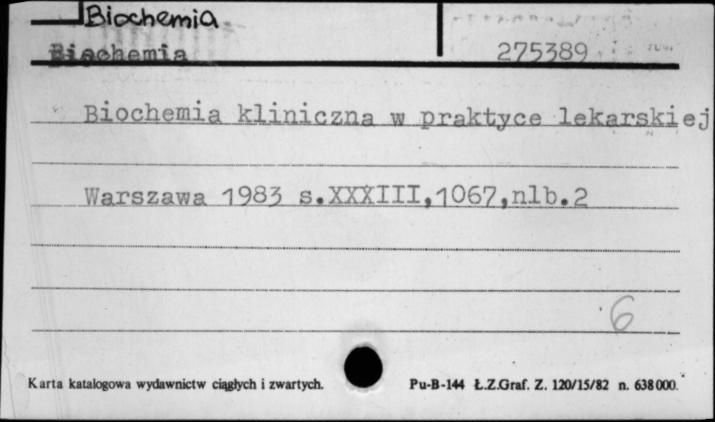 Biochemia
Biochemia 275389
Biochemia kliniczna w praktyce lekarskiej
Warszawa 1983 s.XXXIII,1067,nlb.2
6
Karta katalogowa wydawnictw ciągłych i zwartych. Pu-B-144 Ł.Z.Graf. Z. 120/15/82 n. 638000.